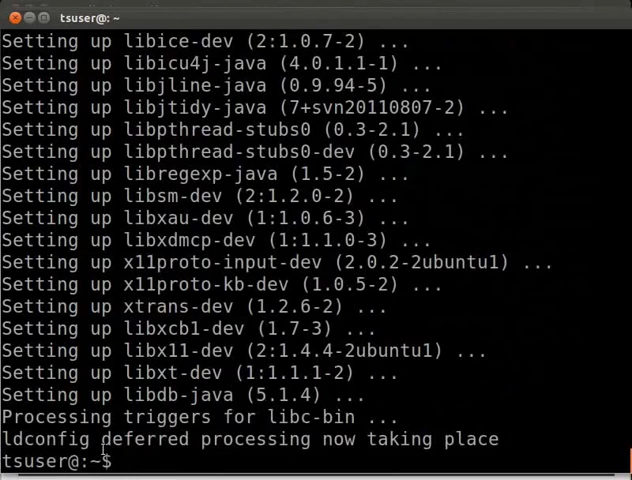 tsuser@: ~
Setting up libice-dev (2:1.0.7-2) ...
Setting up libicu4j-java (4.0.1.1-1) ...
Setting up libjline-java (0.9.94-5) ...
Setting up libjtidy-java (7+svn20110807-2) ...
Setting up libpthread-stubs0 (0.3-2.1) ...
Setting up libpthread-stubs0-dev (0.3-2.1) ...
Setting up libregexp-java (1.5-2) ...
Setting up libsm-dev (2:1.2.0-2) ...
Setting up libxau-dev (1:1.0.6-3) ...
Setting up libxdmcp-dev (1:1.1.0-3) ...
Setting up x11proto-input-dev (2.0.2-2ubuntu1) ...
Setting up x11proto-kb-dev (1.0.5-2) ...
Setting up xtrans-dev (1.2.6-2) ...
Setting up libxcb1-dev (1.7-3) ...
Setting up libx11-dev (2:1.4.4-2ubuntu1) ...
Setting up libxt-dev (1:1.1.1-2) ...
Setting up libdb-java (5.1.4) ...
Processing triggers for libc-bin ...
ldconfig deferred processing now taking place
tsuser@:~$